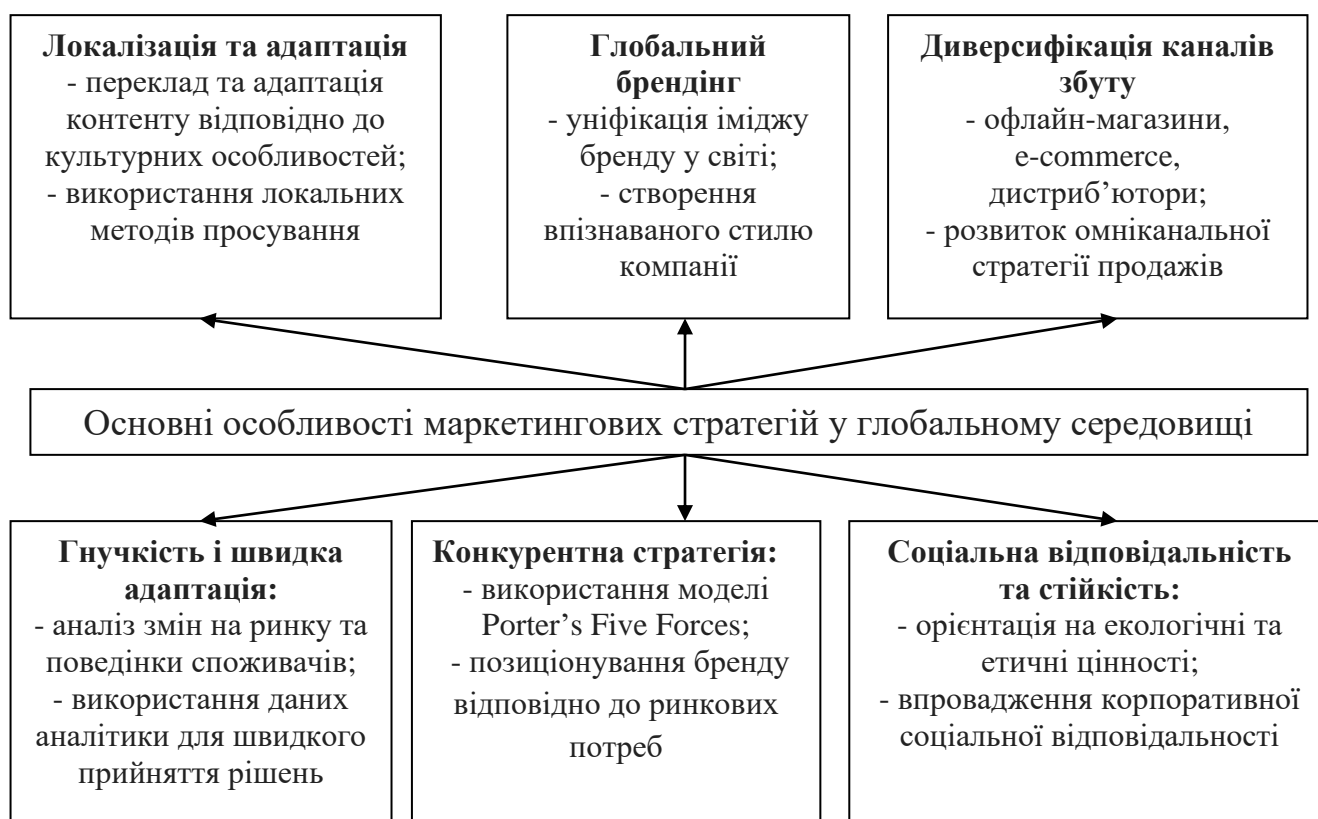 Локалізація та адаптація
- переклад та адаптація
контенту відповідно до
культурних особливостей;
- використання локальних
методів просування
Глобальний
брендінг
- уніфікація іміджу
бренду у світі;
- створення
впізнаваного стилю
компанії
Диверсифікація каналів
збуту
- офлайн-магазини,
e-commerce,
дистриб’ютори;
- розвиток омніканальної
стратегії продажів
Основні особливості маркетингових стратегій у глобальному середовищі
Гнучкість і швидка
адаптація:
- аналіз змін на ринку та
поведінки споживачів;
- використання даних
аналітики для швидкого
прийняття рішень
Конкурентна стратегія:
- використання моделі
Porter’s Five Forces;
- позиціонування бренду
відповідно до ринкових
потреб
Соціальна відповідальність
та стійкість:
- орієнтація на екологічні та
етичні цінності;
- впровадження корпоративної
соціальної відповідальності